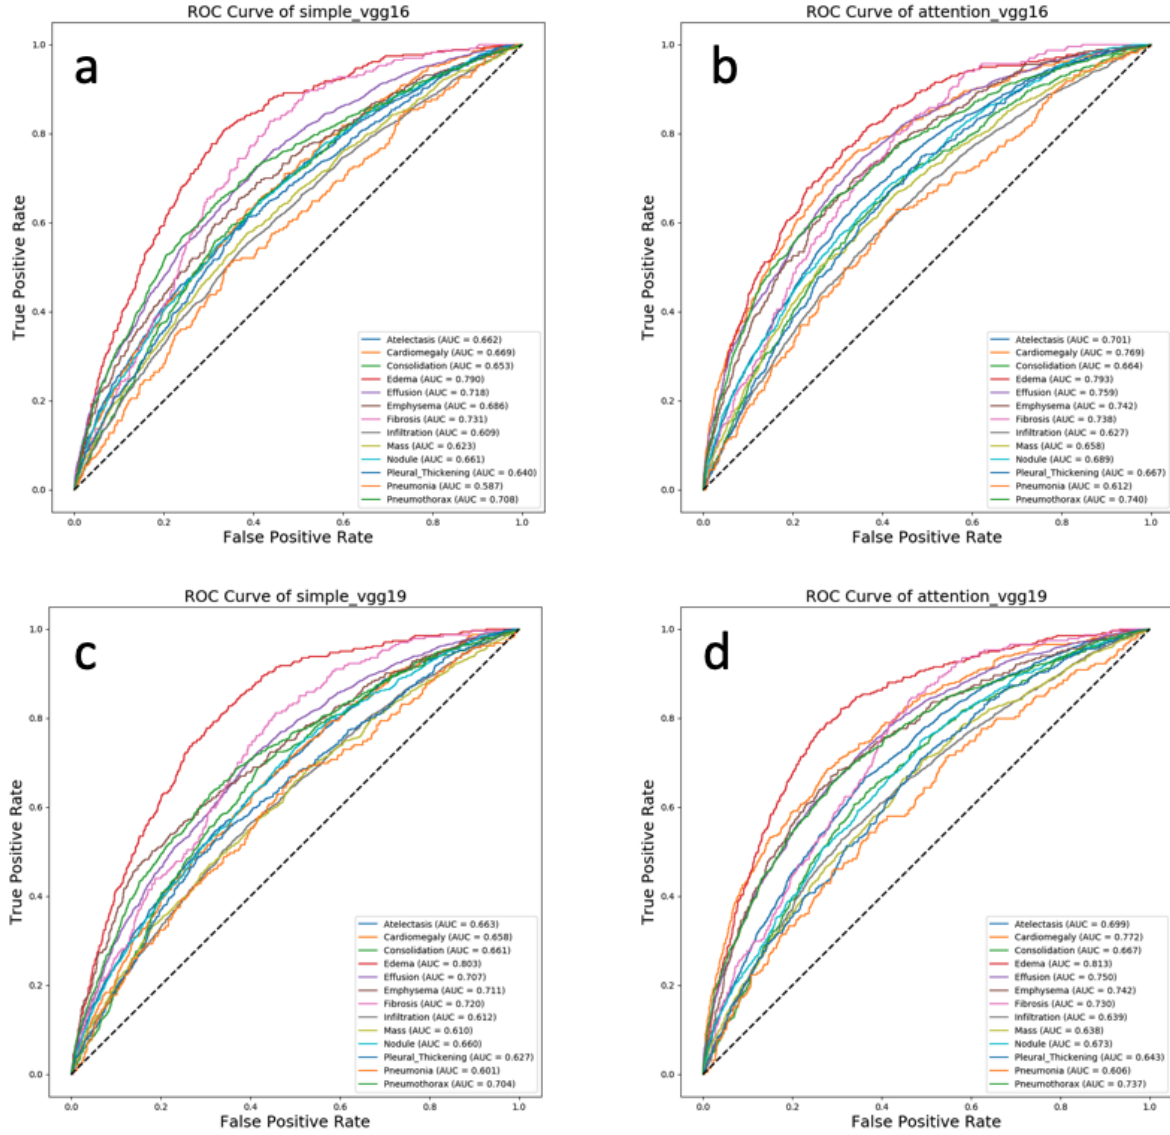 ROC Curve of simple_vgg16
a
True Positive Rate
1.0
0.8
0.6
0.4
0.2
0.0
Atelectasis (AUC = 0.662)
Cardiomegaly (AUC = 0.669)
Consolidation (AUC = 0.653)
Edema (AUC = 0.790)
Effusion (AUC = 0.718)
Emphysema (AUC = 0.686)
Fibrosis (AUC = 0.731)
Infiltration (AUC = 0.609)
Mass (AUC = 0.623)
Nodule (AUC = 0.661)
Pleural_Thickening (AUC = 0.640)
Pneumonia (AUC = 0.587)
Pneumothorax (AUC = 0.708)
0.0 0.2 0.4 0.6 0.8 1.0
False Positive Rate
ROC Curve of attention_vgg16
b
True Positive Rate
1.0
0.8
0.6
0.4
0.2
0.0
Atelectasis (AUC = 0.701)
Cardiomegaly (AUC = 0.769)
Consolidation (AUC = 0.664)
Edema (AUC = 0.793)
Effusion (AUC = 0.759)
Emphysema (AUC = 0.742)
Fibrosis (AUC = 0.738)
Infiltration (AUC = 0.627)
Mass (AUC = 0.658)
Nodule (AUC = 0.689)
Pleural_Thickening (AUC = 0.667)
Pneumonia (AUC = 0.612)
Pneumothorax (AUC = 0.740)
0.0 0.2 0.4 0.6 0.8 1.0
False Positive Rate
ROC Curve of simple_vgg19
c
True Positive Rate
1.0
0.8
0.6
0.4
0.2
0.0
Atelectasis (AUC = 0.663)
Cardiomegaly (AUC = 0.658)
Consolidation (AUC = 0.661)
Edema (AUC = 0.803)
Effusion (AUC = 0.707)
Emphysema (AUC = 0.711)
Fibrosis (AUC = 0.720)
Infiltration (AUC = 0.612)
Mass (AUC = 0.610)
Nodule (AUC = 0.660)
Pleural_Thickening (AUC = 0.627)
Pneumonia (AUC = 0.601)
Pneumothorax (AUC = 0.704)
0.0 0.2 0.4 0.6 0.8 1.0
False Positive Rate
ROC Curve of attention_vgg19
d
True Positive Rate
1.0
0.8
0.6
0.4
0.2
0.0
Atelectasis (AUC = 0.699)
Cardiomegaly (AUC = 0.772)
Consolidation (AUC = 0.667)
Edema (AUC = 0.813)
Effusion (AUC = 0.750)
Emphysema (AUC = 0.742)
Fibrosis (AUC = 0.730)
Infiltration (AUC = 0.639)
Mass (AUC = 0.638)
Nodule (AUC = 0.673)
Pleural_Thickening (AUC = 0.643)
Pneumonia (AUC = 0.606)
Pneumothorax (AUC = 0.737)
0.0 0.2 0.4 0.6 0.8 1.0
False Positive Rate